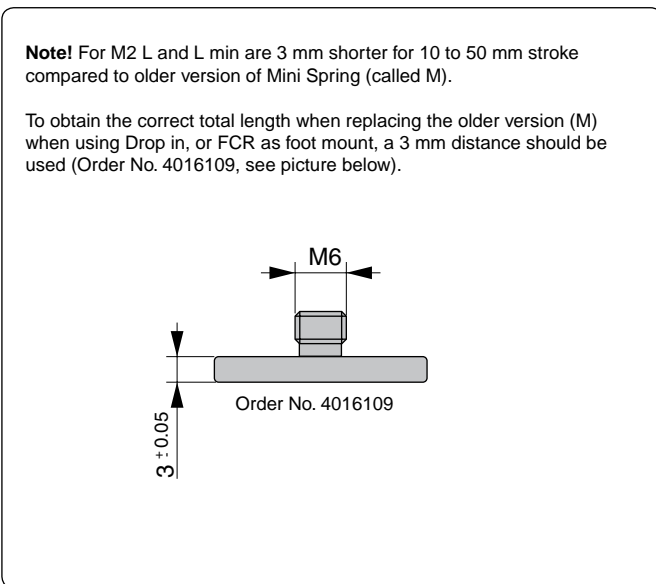 Note! For M2 L and L min are 3 mm shorter for 10 to 50 mm stroke
compared to older version of Mini Spring (called M).
To obtain the correct total length when replacing the older version (M)
when using Drop in, or FCR as foot mount, a 3 mm distance should be
used (Order No. 4016109, see picture below).
M6
Order No. 4016109
3 ± 0.05